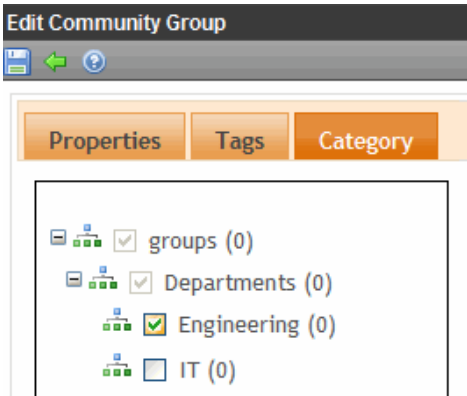 Edit Community Group
Properties Tags Category
groups (0)
Departments (0)
Engineering (0)
IT (0)